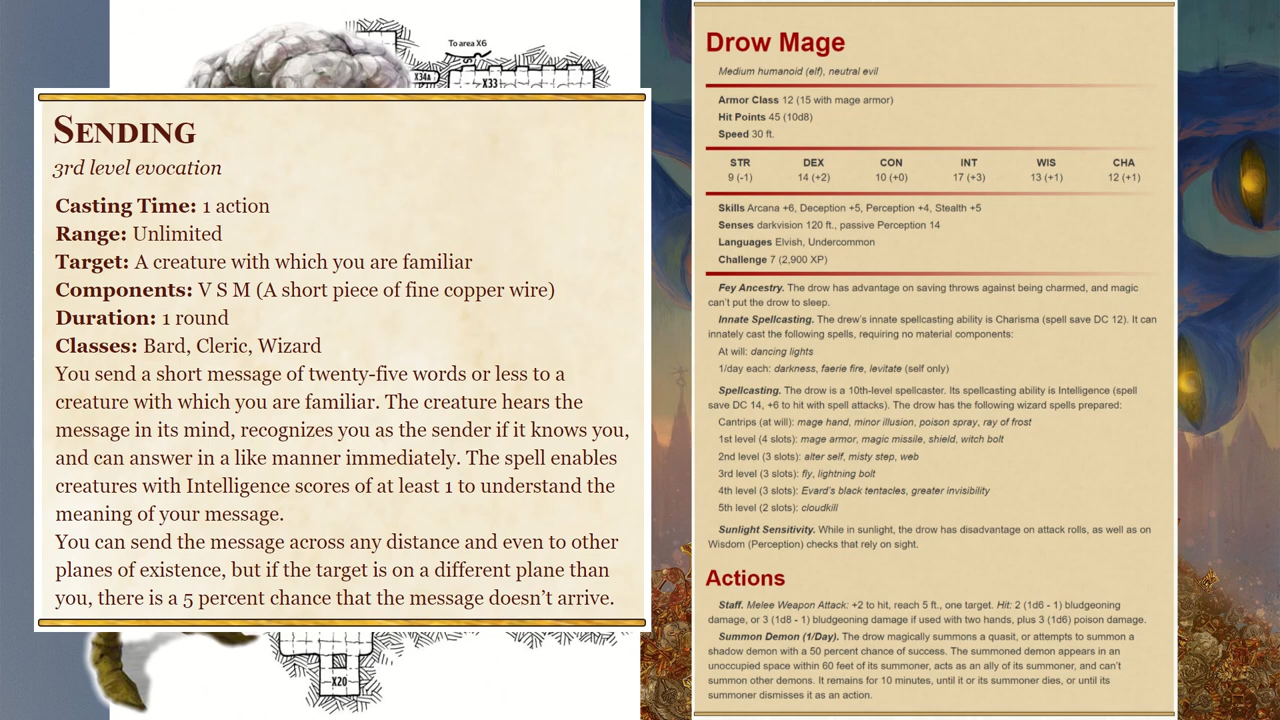 To area X6
X34A
X33
S
SENDING
3rd level evocation
Casting Time: 1 action
Range: Unlimited
Target: A creature with which you are familiar
Components: V S M (A short piece of fine copper wire)
Duration: 1 round
Classes: Bard, Cleric, Wizard
You send a short message of twenty-five words or less to a
creature with which you are familiar. The creature hears the
message in its mind, recognizes you as the sender if it knows you,
and can answer in a like manner immediately. The spell enables
creatures with Intelligence scores of at least 1 to understand the
meaning of your message.
You can send the message across any distance and even to other
planes of existence, but if the target is on a different plane than
you, there is a 5 percent chance that the message doesn't arrive.
X20
Drow Mage
Medium humanoid (elf), neutral evil
Armor Class 12 (15 with mage armor)
Hit Points 45 (10d8)
Speed 30 ft.
STR DEX CON INT WIS CHA
9 (-1) 14 (+2) 10 (+0) 17 (+3) 13 (+1) 12 (+1)
Skills Arcana +6, Deception +5, Perception +4, Stealth +5
Senses darkvision 120 ft., passive Perception 14
Languages Elvish, Undercommon
Challenge 7 (2,900 XP)
Fey Ancestry. The drow has advantage on saving throws against being charmed, and magic
can't put the drow to sleep.
Innate Spellcasting. The drew's innate spellcasting ability is Charisma (spell save DC 12). It can
innately cast the following spells, requiring no material components:
At will: dancing lights
1/day each: darkness, faerie fire, levitate (self only)
Spellcasting. The drow is a 10th-level spellcaster. Its spellcasting ability is Intelligence (spell
save DC 14, +6 to hit with spell attacks). The drow has the following wizard spells prepared:
Cantrips (at will): mage hand, minor illusion, poison spray, ray of frost
1st level (4 slots): mage armor, magic missile, shield, witch bolt
2nd level (3 slots): alter self, misty step, web
3rd level (3 slots): fly, lightning bolt
4th level (3 slots): Evard's black tentacles, greater invisibility
5th level (2 slots): cloudkill
Sunlight Sensitivity. While in sunlight, the drow has disadvantage on attack rolls, as well as on
Wisdom (Perception) checks that rely on sight.
Actions
Staff. Melee Weapon Attack: +2 to hit, reach 5 ft., one target. Hit: 2 (1d6 - 1) bludgeoning
damage, or 3 (1d8 - 1) bludgeoning damage if used with two hands, plus 3 (1d6) poison damage.
Summon Demon (1/Day). The drow magically summons a quasit, or attempts to summon a
shadow demon with a 50 percent chance of success. The summoned demon appears in an
unoccupied space within 60 feet of its summoner, acts as an ally of its summoner, and can't
summon other demons. It remains for 10 minutes, until it or its summoner dies, or until its
summoner dismisses it as an action.